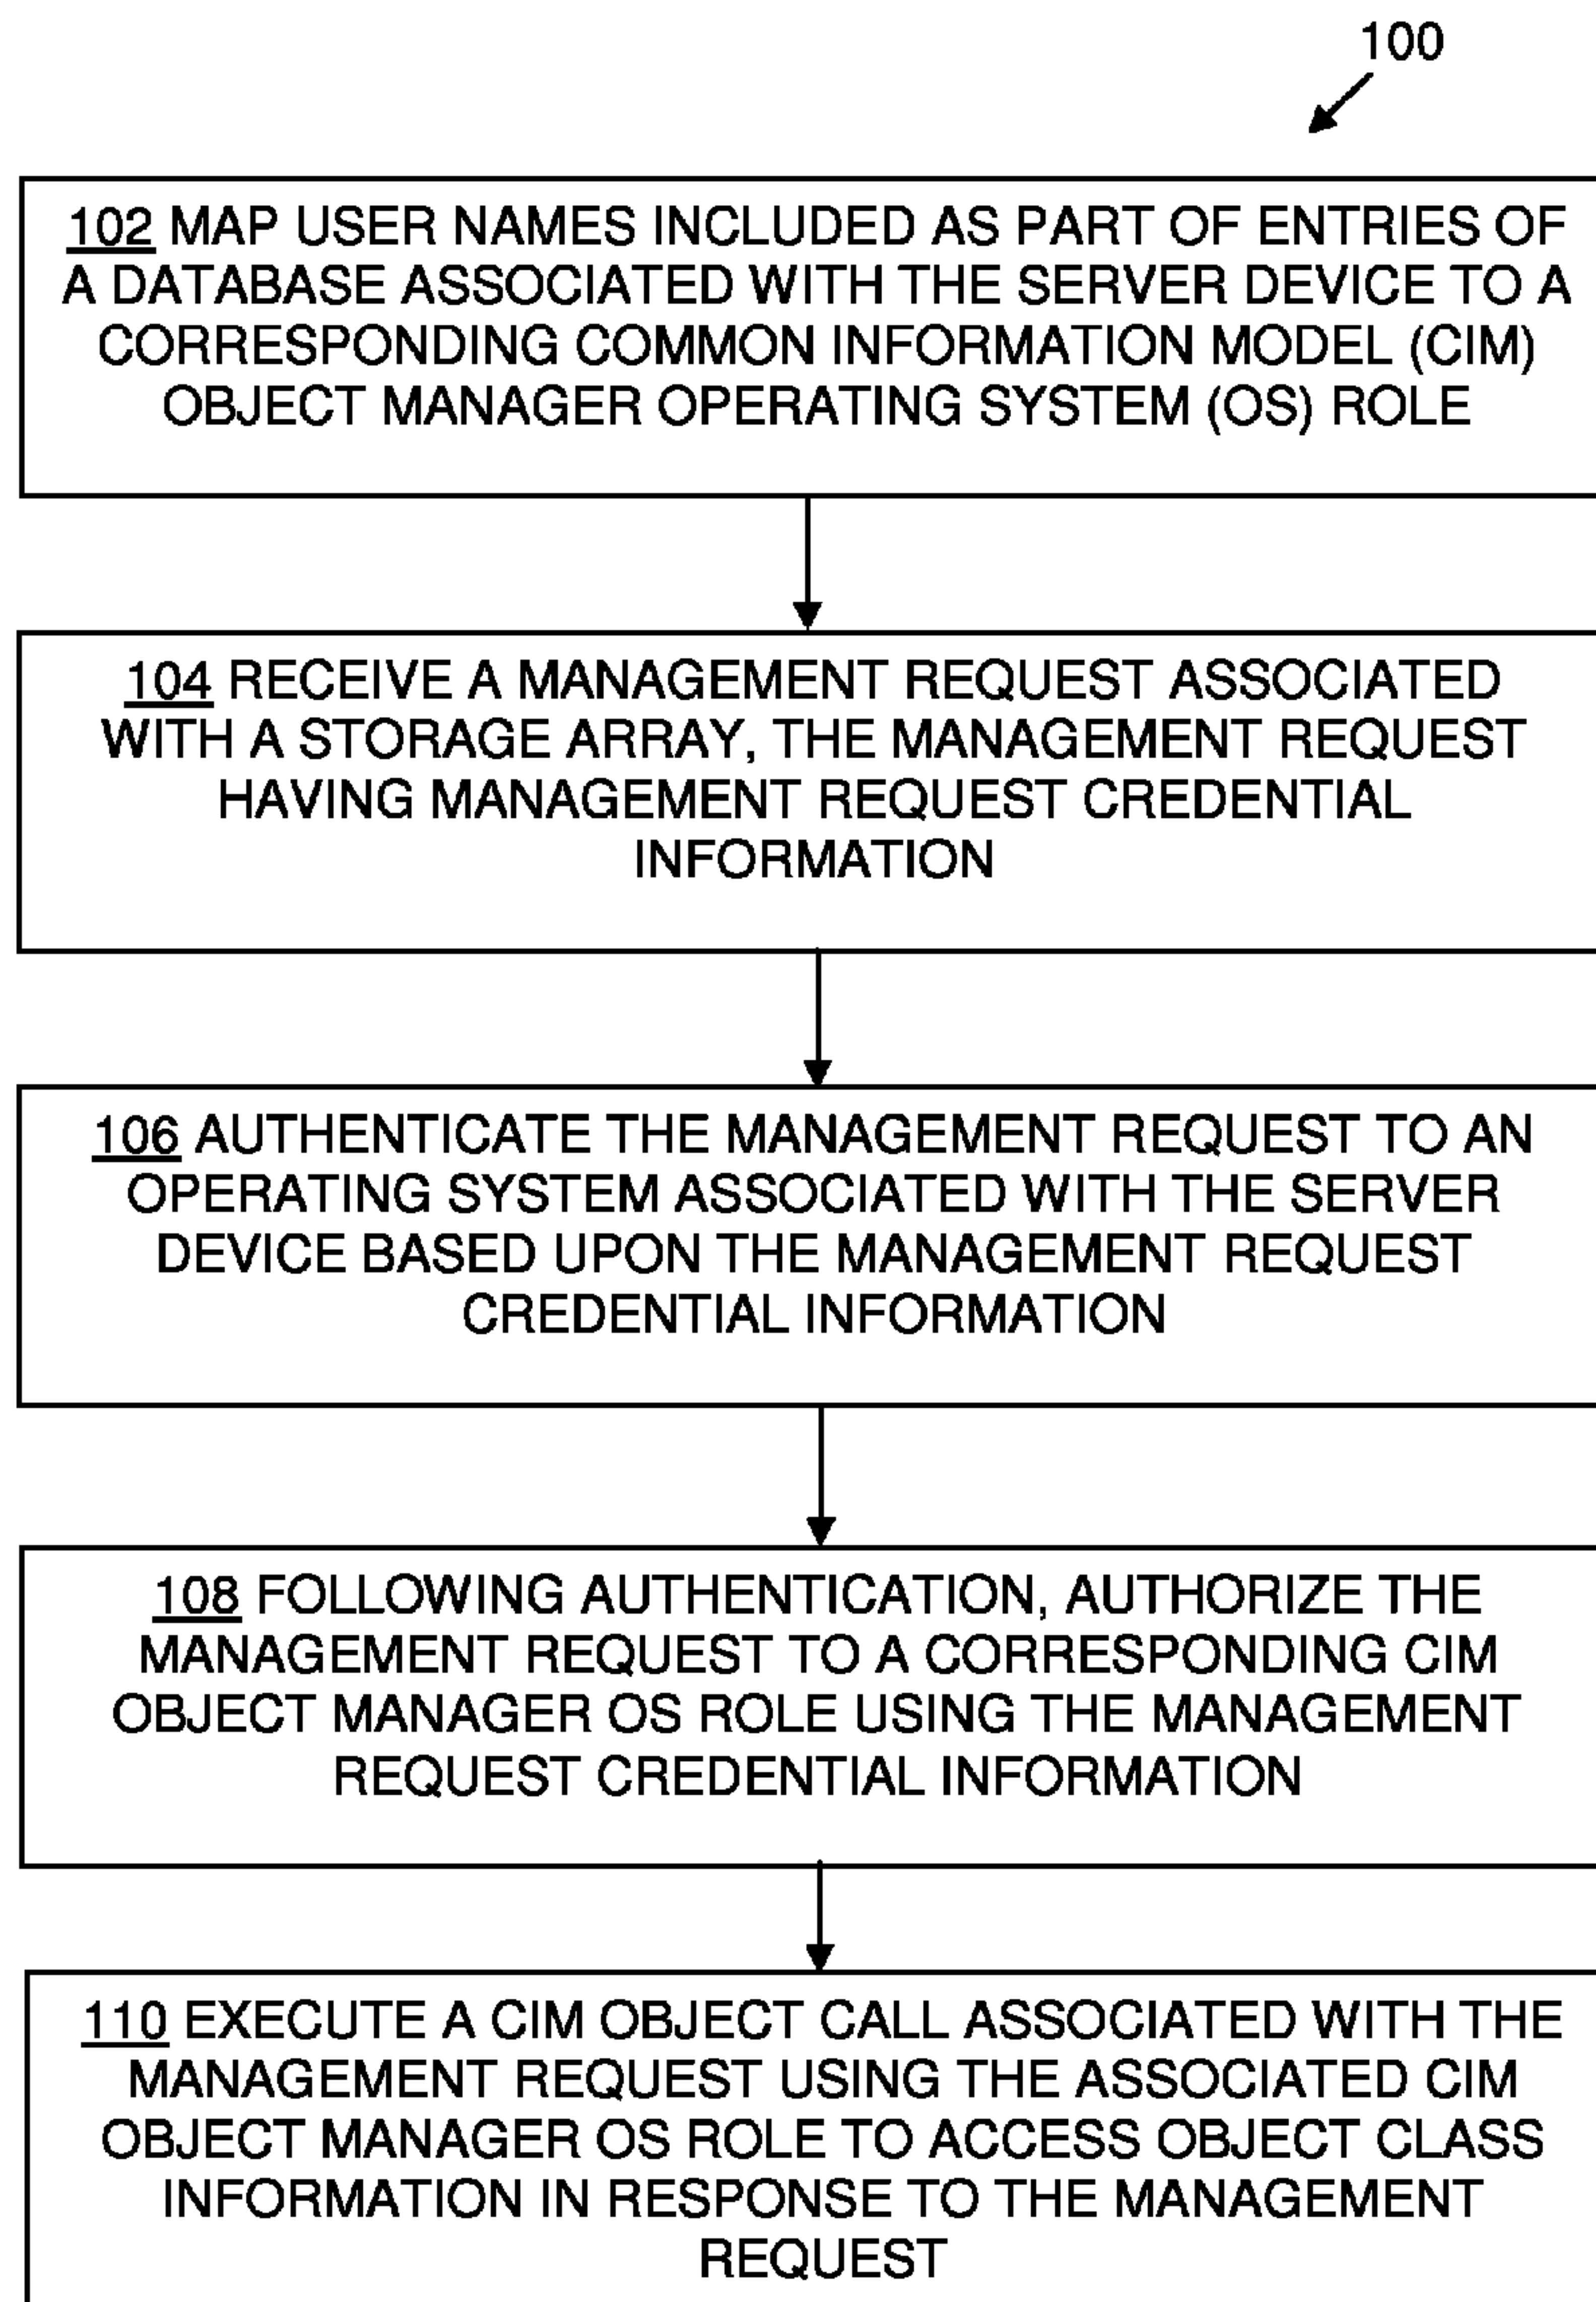 100
102 MAP USER NAMES INCLUDED AS PART OF ENTRIES OF
A DATABASE ASSOCIATED WITH THE SERVER DEVICE TO A
CORRESPONDING COMMON INFORMATION MODEL (CIM)
OBJECT MANAGER OPERATING SYSTEM (OS) ROLE
104 RECEIVE A MANAGEMENT REQUEST ASSOCIATED
WITH A STORAGE ARRAY, THE MANAGEMENT REQUEST
HAVING MANAGEMENT REQUEST CREDENTIAL
INFORMATION
106 AUTHENTICATE THE MANAGEMENT REQUEST TO AN
OPERATING SYSTEM ASSOCIATED WITH THE SERVER
DEVICE BASED UPON THE MANAGEMENT REQUEST
CREDENTIAL INFORMATION
108 FOLLOWING AUTHENTICATION, AUTHORIZE THE
MANAGEMENT REQUEST TO A CORRESPONDING CIM
OBJECT MANAGER OS ROLE USING THE MANAGEMENT
REQUEST CREDENTIAL INFORMATION
110 EXECUTE A CIM OBJECT CALL ASSOCIATED WITH THE
MANAGEMENT REQUEST USING THE ASSOCIATED CIM
OBJECT MANAGER OS ROLE TO ACCESS OBJECT CLASS
INFORMATION IN RESPONSE TO THE MANAGEMENT
REQUEST